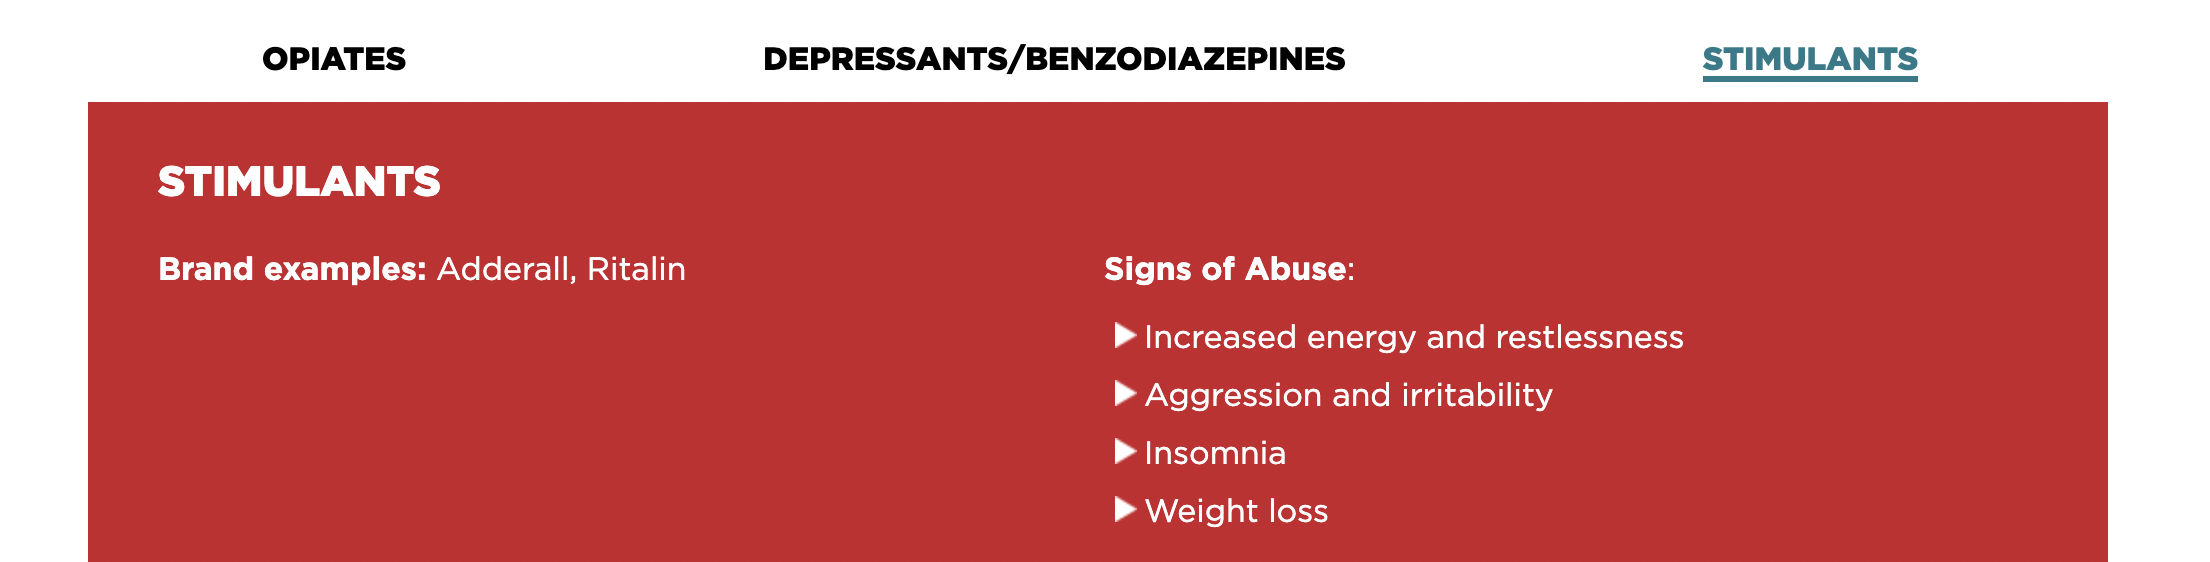 OPIATES
DEPRESSANTS/BENZODIAZEPINES
STIMULANTS
STIMULANTS
Brand examples: Adderall, Ritalin
Signs of Abuse:
Increased energy and restlessness
Aggression and irritability
Insomnia
Weight loss